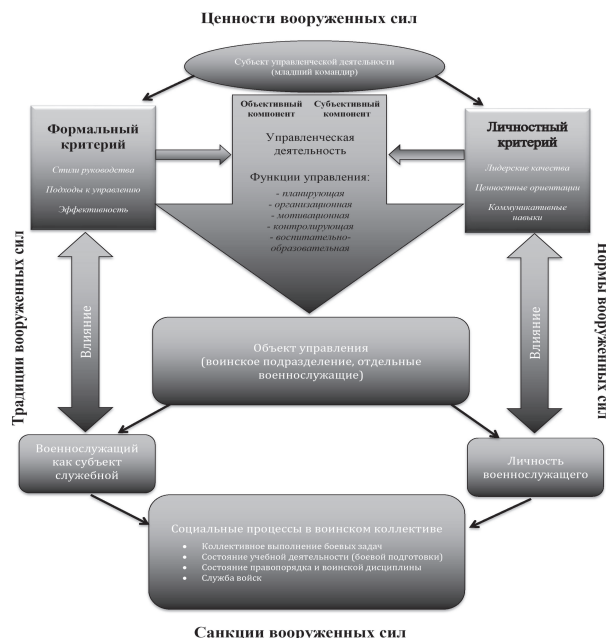 Ценности вооруженных сил
Субъект управленческой деятельности
(младший командир)
Объективный компонент
Субъективный компонент
Формальный
критерий
Стили руководства
Подходы к управлению
Эффективность
Управленческая
деятельность
Функции управления:
- планирующая
- организационная
- мотивационная
- контролирующая
- воспитательно-
образовательная
Личностный
критерий
Лидерские качества
Ценностные ориентации
Коммуникативные
навыки
Традиции вооруженных сил
Влияние
Влияние
Нормы вооруженных сил
Объект управления
(воинское подразделение, отдельные
военнослужащие)
Военнослужащий
как субъект
служебной
Личность
военнослужащего
Социальные процессы в воинском коллективе
• Коллективное выполнение боевых задач
• Состояние учебной деятельности (боевой подготовки)
• Состояние правопорядка и воинской дисциплины
• Служба войск
Санкции вооруженных сил